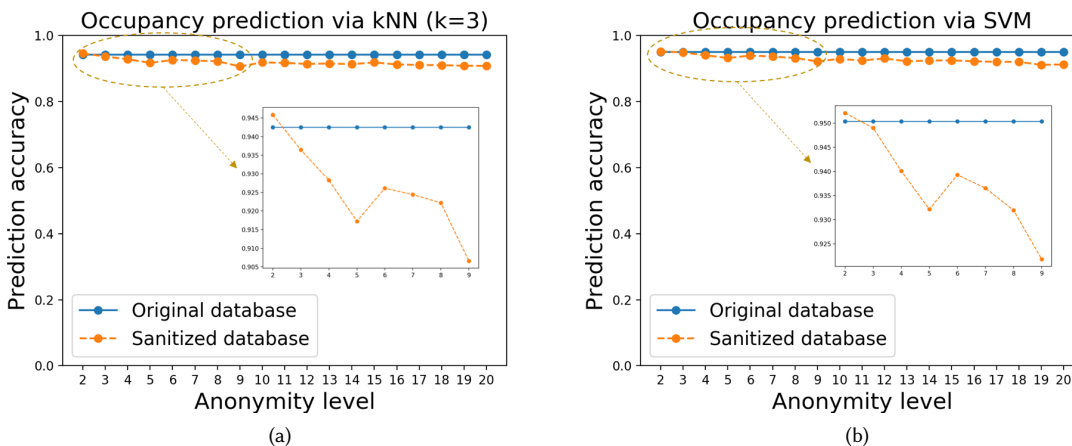 Occupancy prediction via kNN (k=3)
Prediction accuracy
1.0
0.8
0.6
0.4
0.2
0.0
0.945
0.940
0.935
0.930
0.925
0.920
0.915
0.910
0.905
2 3 4 5 6 7 8 9
Original database
Sanitized database
2 3 4 5 6 7 8 9 10 11 12 13 14 15 16 17 18 19 20
Anonymity level
(a)
Occupancy prediction via SVM
Prediction accuracy
1.0
0.8
0.6
0.4
0.2
0.0
0.950
0.945
0.940
0.935
0.930
0.925
2 3 4 5 6 7 8 9
Original database
Sanitized database
2 3 4 5 6 7 8 9 10 11 12 13 14 15 16 17 18 19 20
Anonymity level
(b)